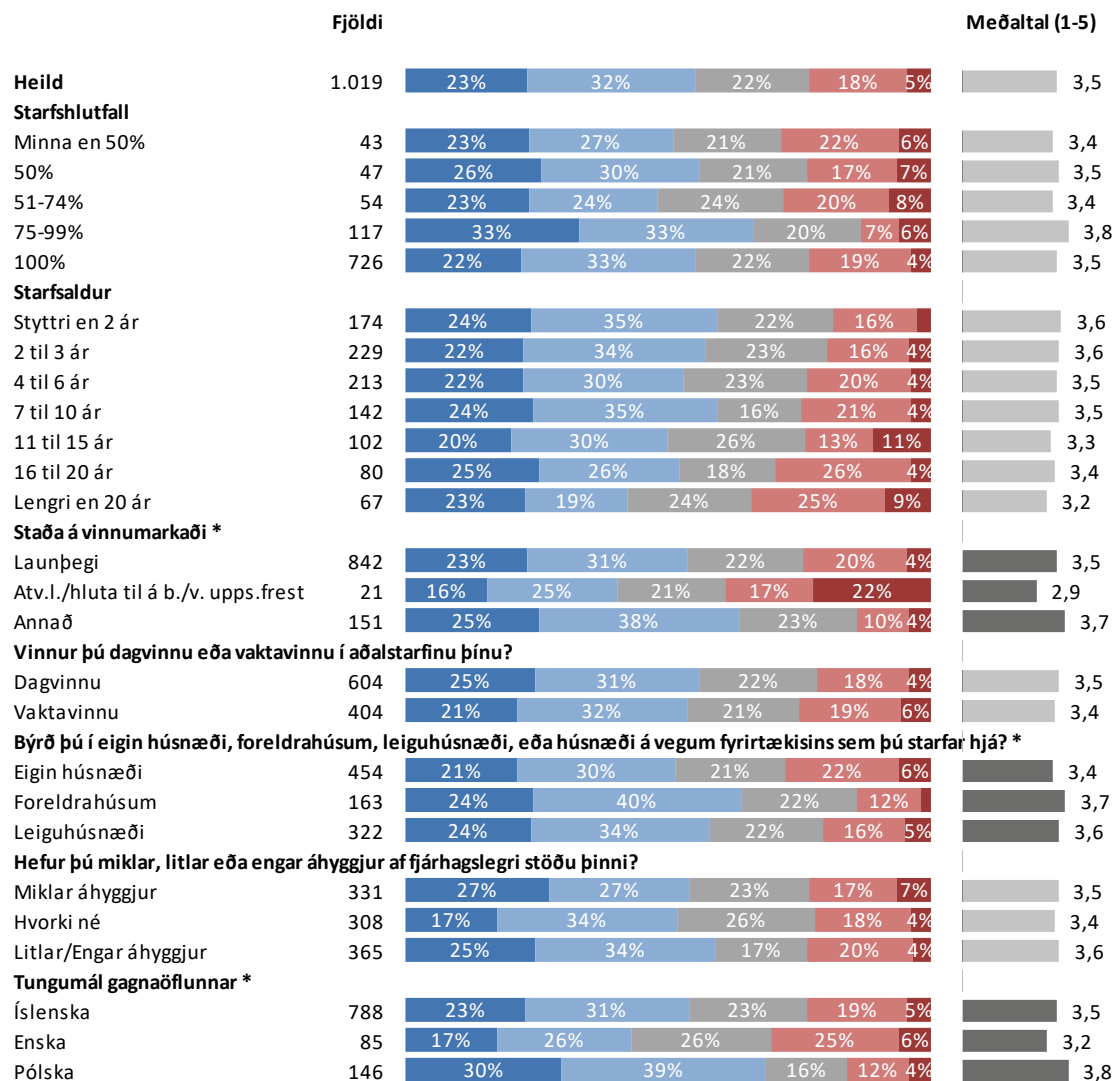 Fjöldi Meðaltal (1-5)
Heild 1.019 23% 32% 22% 18% 5% 3,5
Starfshlutfall
Minna en 50% 43 23% 27% 21% 22% 6% 3,4
50% 47 26% 30% 21% 17% 7% 3,5
51-74% 54 23% 24% 24% 20% 8% 3,4
75-99% 117 33% 33% 20% 7% 6% 3,8
100% 726 22% 33% 22% 19% 4% 3,5
Starfsaldur
Styttri en 2 ár 174 24% 35% 22% 16% 3,6
2 til 3 ár 229 22% 34% 23% 16% 4% 3,6
4 til 6 ár 213 22% 30% 23% 20% 4% 3,5
7 til 10 ár 142 24% 35% 16% 21% 4% 3,5
11 til 15 ár 102 20% 30% 26% 13% 11% 3,3
16 til 20 ár 80 25% 26% 18% 26% 4% 3,4
Lengri en 20 ár 67 23% 19% 24% 25% 9% 3,2
Staða á vinnumarkaði *
Launþegi 842 23% 31% 22% 20% 4% 3,5
Atv.l./hluta til á b./v. upps.frest 21 16% 25% 21% 17% 22% 2,9
Annað 151 25% 38% 23% 10% 4% 3,7
Vinnur þú dagvinnu eða vaktavinnu í aðalstarfinu þínu?
Dagvinnu 604 25% 31% 22% 18% 4% 3,5
Vaktavinnu 404 21% 32% 21% 19% 6% 3,4
Býrð þú í eigin húsnæði, foreldrahúsum, leiguhúsnæði, eða húsnæði á vegum fyrirtækisins sem þú starfar hjá? *
Eigin húsnæði 454 21% 30% 21% 22% 6% 3,4
Foreldrahúsum 163 24% 40% 22% 12% 3,7
Leiguhúsnæði 322 24% 34% 22% 16% 5% 3,6
Hefur þú miklar, litlar eða engar áhyggjur af fjárhagslegri stöðu þinni?
Miklar áhyggjur 331 27% 27% 23% 17% 7% 3,5
Hvorki né 308 17% 34% 26% 18% 4% 3,4
Litlar/Engar áhyggjur 365 25% 34% 17% 20% 4% 3,6
Tungumál gagnaöflunnar *
Íslenska 788 23% 31% 23% 19% 5% 3,5
Enska 85 17% 26% 26% 25% 6% 3,2
Pólska 146 30% 39% 16% 12% 4% 3,8